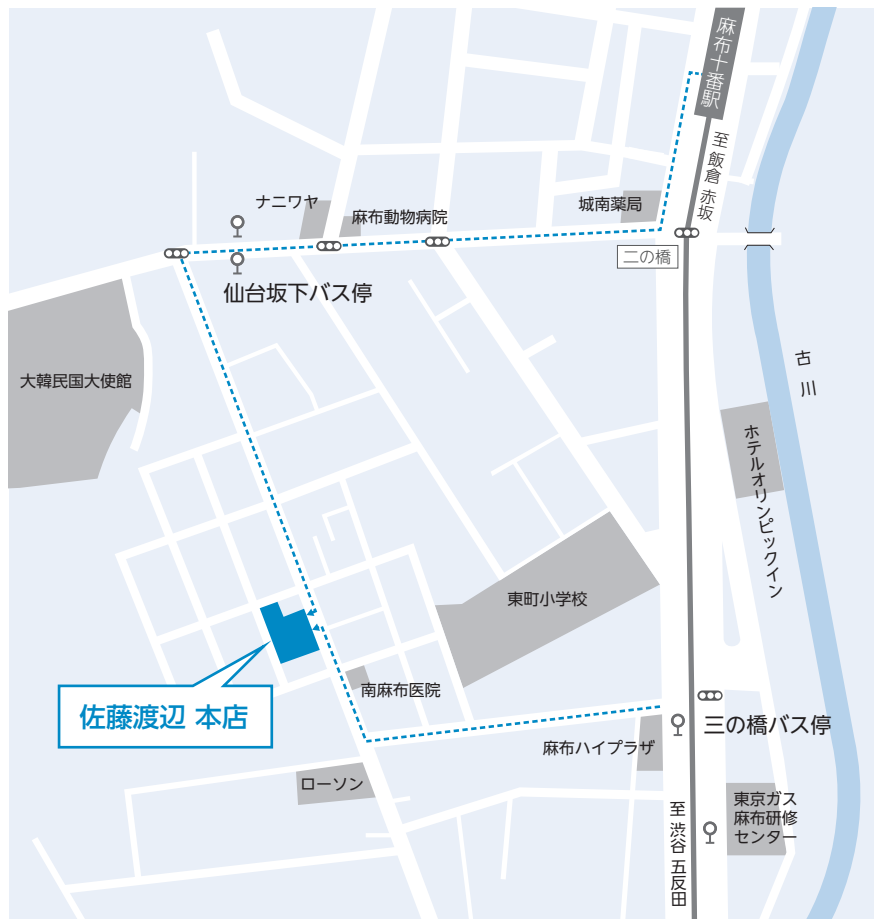 麻布十番駅
至 飯倉 赤坂
ナニワヤ
麻布動物病院
城南薬局
二の橋
仙台坂下バス停
大韓民国大使館
古川
ホテルオリンピックイン
東町小学校
南麻布医院
佐藤渡辺 本店
三の橋バス停
麻布ハイプラザ
ローソン
東京ガス
麻布研修
センター
至 渋谷 五反田